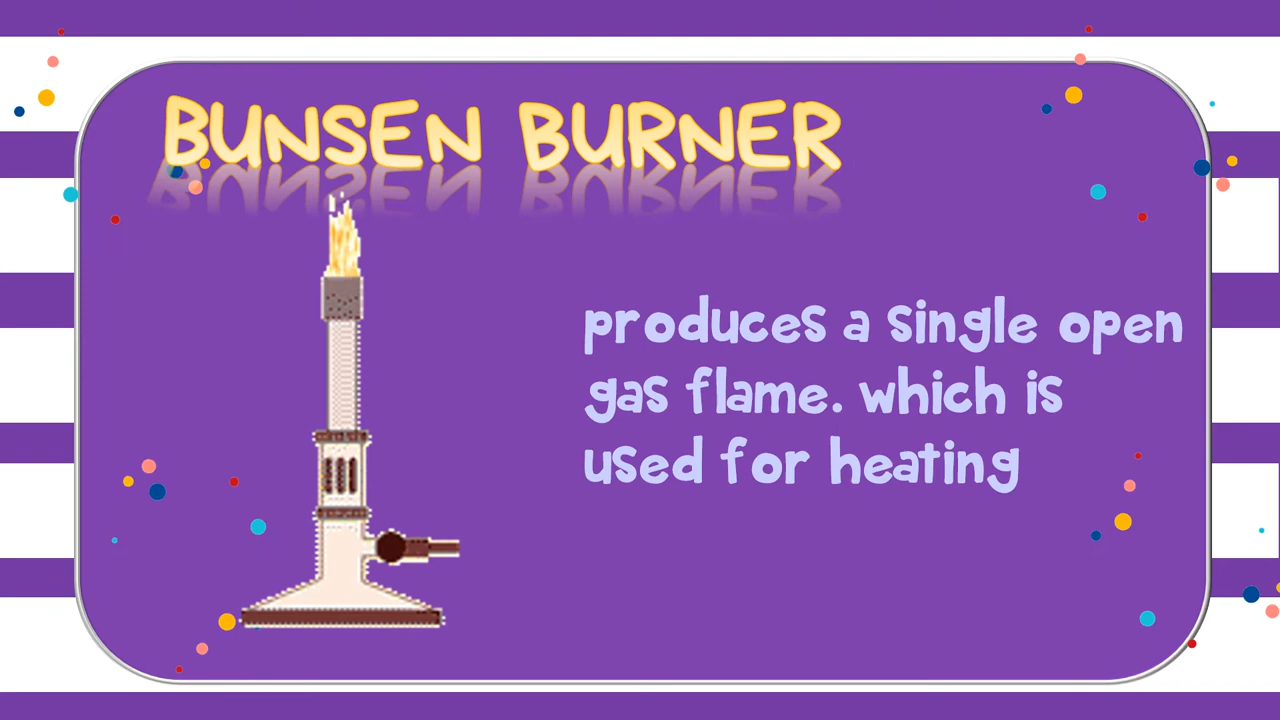 BUNSEN BURNER
produces a single open
gas flame. which is
used for heating